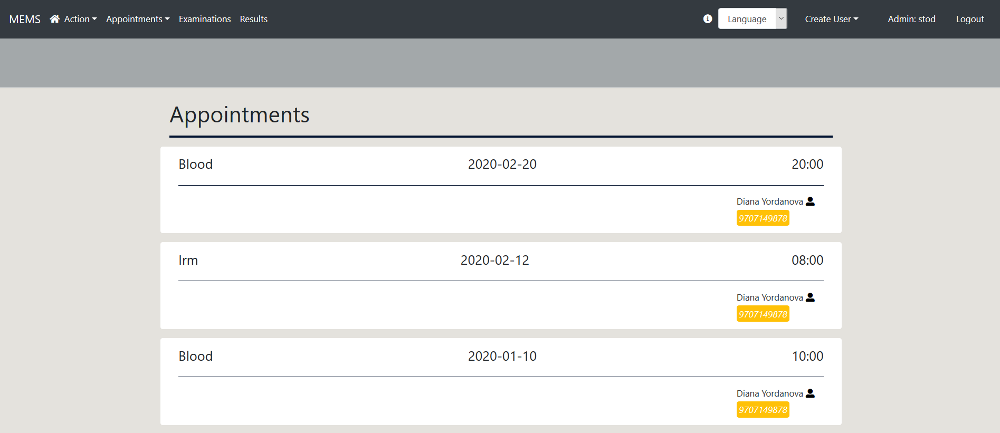 MEMS Action Appointments Examinations Results Language Create User Admin: stod Logout
Appointments
Blood 2020-02-20 20:00
Diana Yordanova
9707149878
Irm 2020-02-12 08:00
Diana Yordanova
9707149878
Blood 2020-01-10 10:00
Diana Yordanova
9707149878